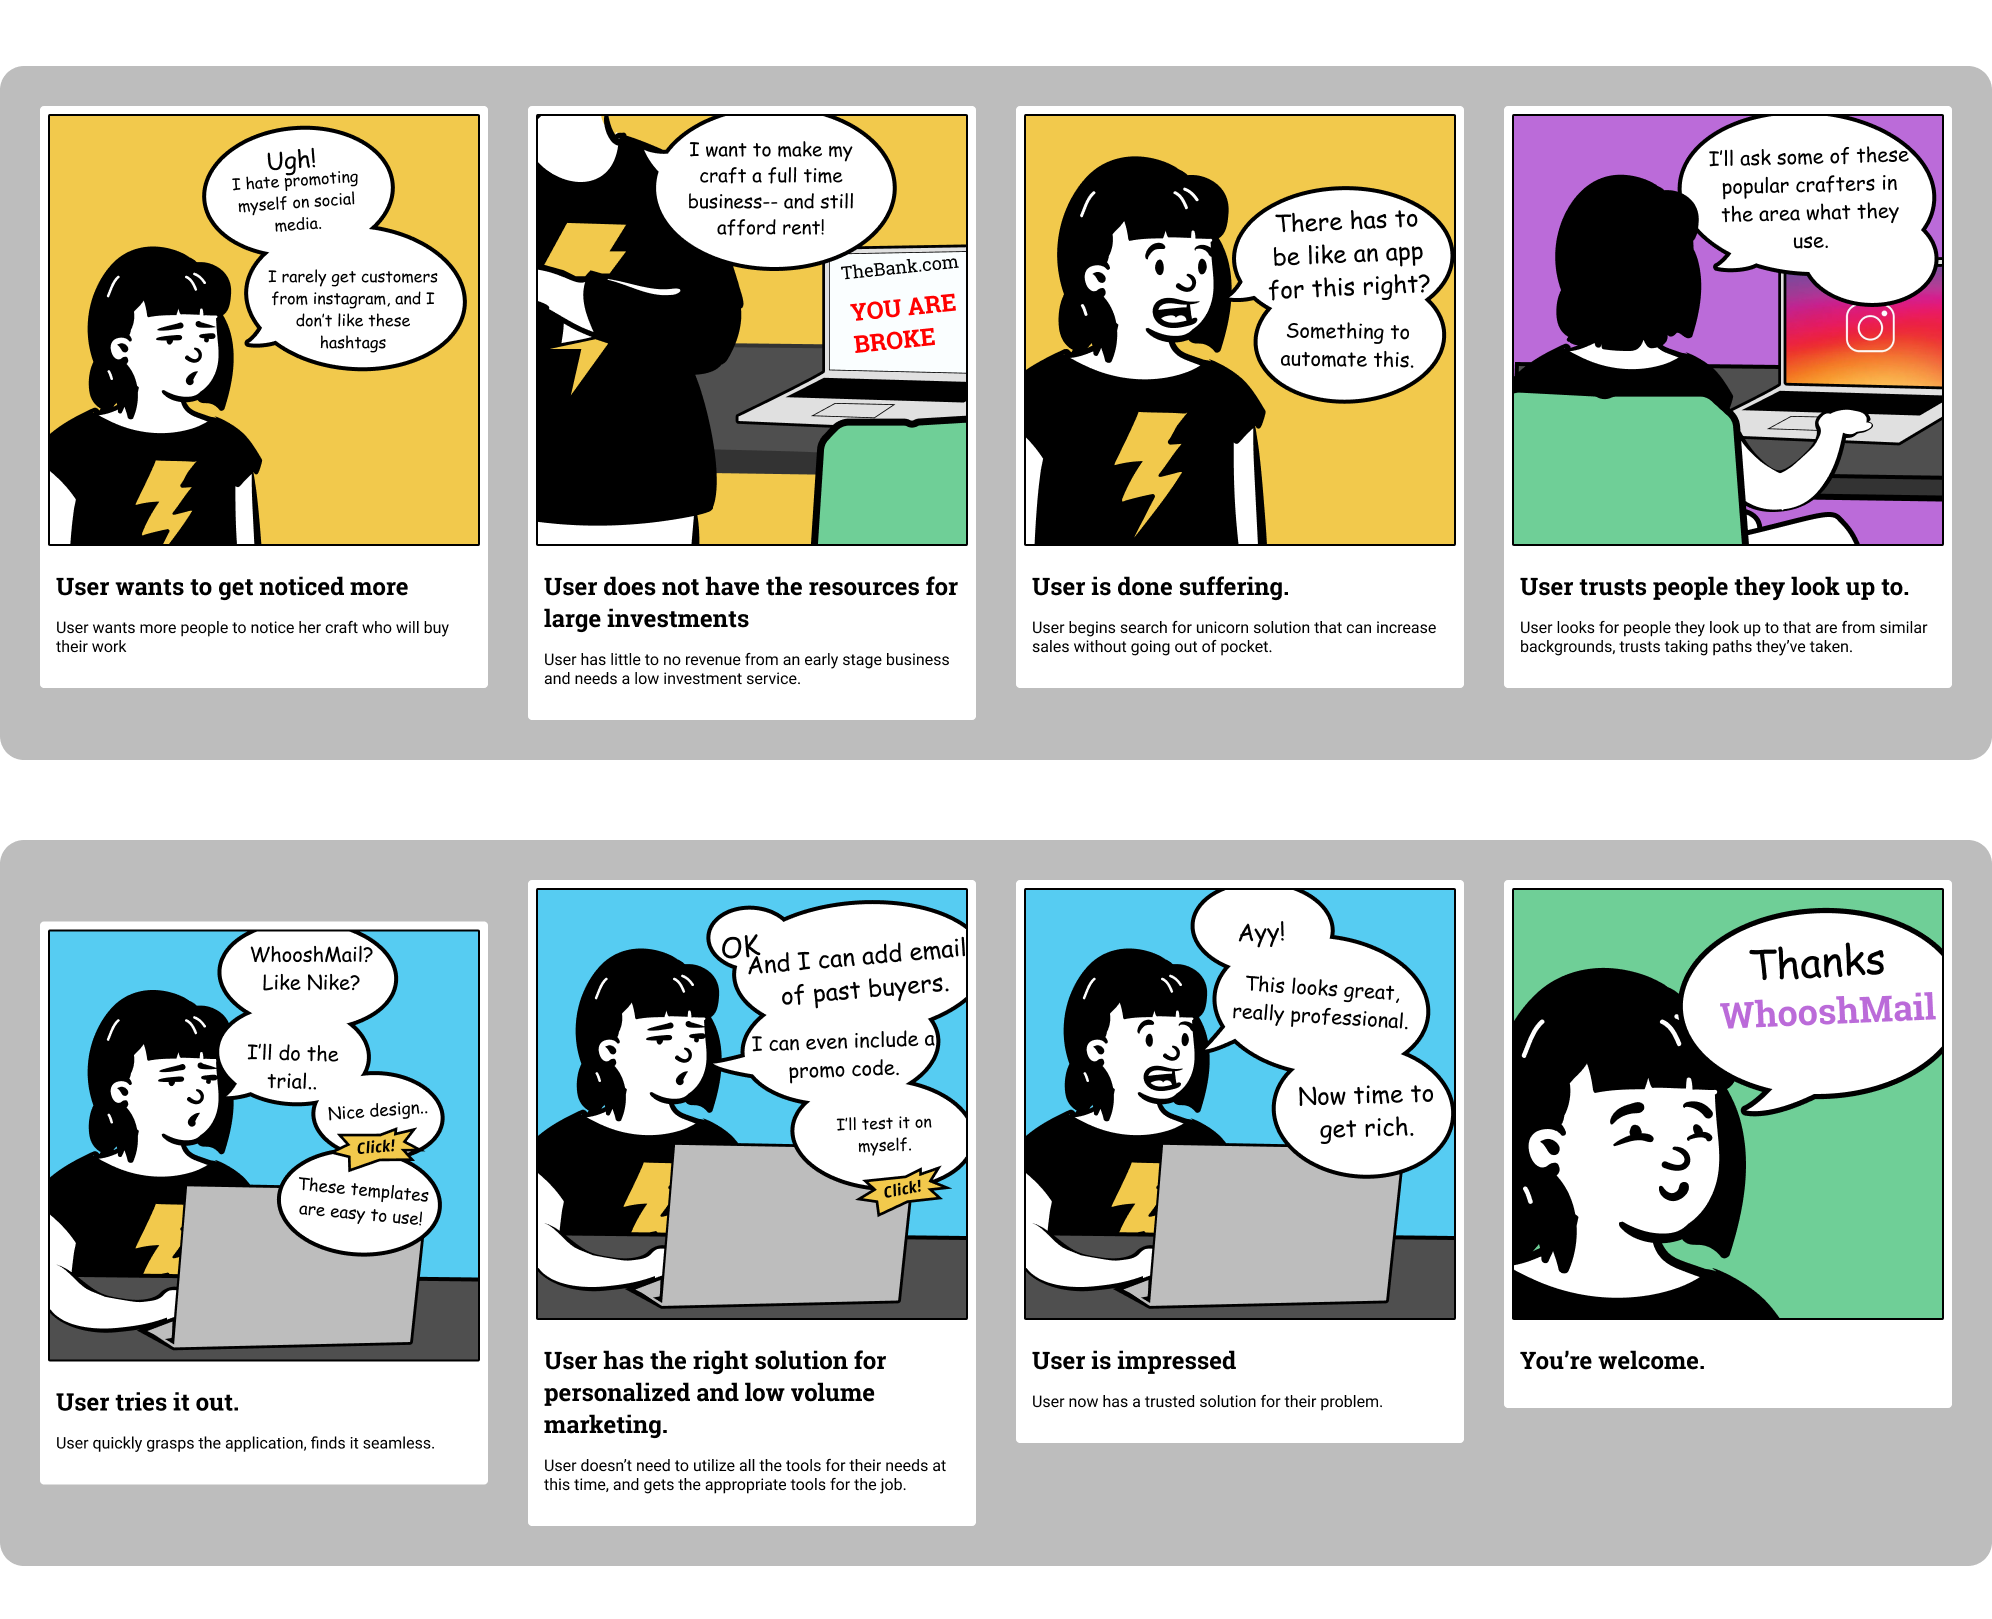 Ugh!
I hate promoting
myself on social
media.
I rarely get customers
from instagram, and I
don't like these
hashtags
User wants to get noticed more
User wants more people to notice her craft who will buy
their work
I want to make my
craft a full time
business-- and still
afford rent!
TheBank.com
YOU ARE
BROKE
User does not have the resources for
large investments
User has little to no revenue from an early stage business
and needs a low investment service.
There has to
be like an app
for this right?
Something to
automate this.
User is done suffering.
User begins search for unicorn solution that can increase
sales without going out of pocket.
I'll ask some of these
popular crafters in
the area what they
use.
User trusts people they look up to.
User looks for people they look up to that are from similar
backgrounds, trusts taking paths they've taken.
WhooshMail?
Like Nike?
I'll do the
trial..
Nice design..
Click!
These templates
are easy to use!
User tries it out.
User quickly grasps the application, finds it seamless.
OK
And I can add email
of past buyers.
I can even include a
promo code.
I'll test it on
myself.
Click!
User has the right solution for
personalized and low volume
marketing.
User doesn't need to utilize all the tools for their needs at
this time, and gets the appropriate tools for the job.
Ayy!
This looks great,
really professional.
Now time to
get rich.
User is impressed
User now has a trusted solution for their problem.
Thanks
WhooshMail
You're welcome.